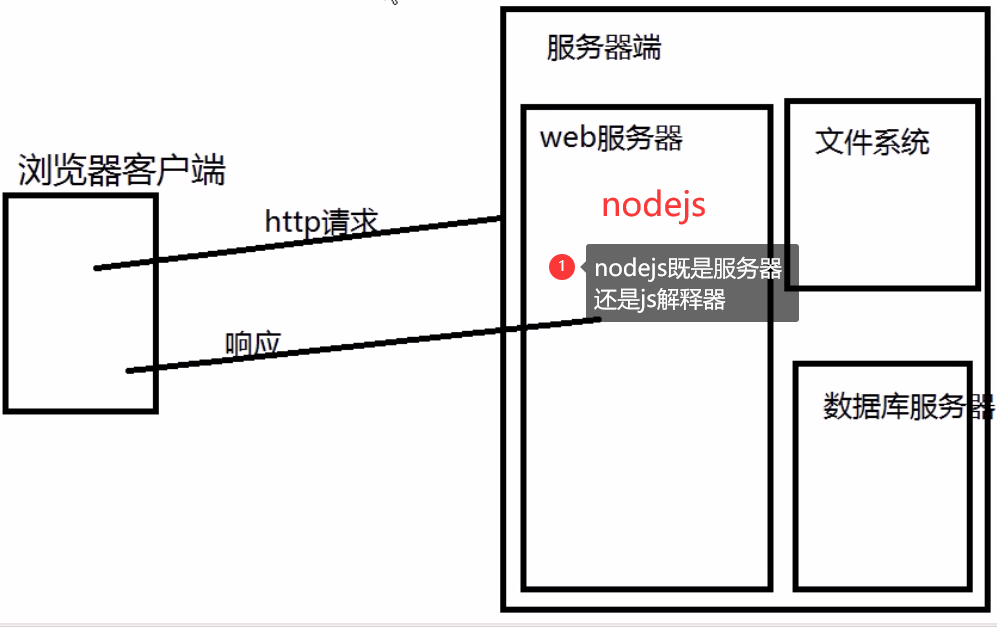 服务器端
web服务器
文件系统
浏览器客户端
nodejs
http请求
1
nodejs既是服务器
还是js解释器
响应
数据库服务器